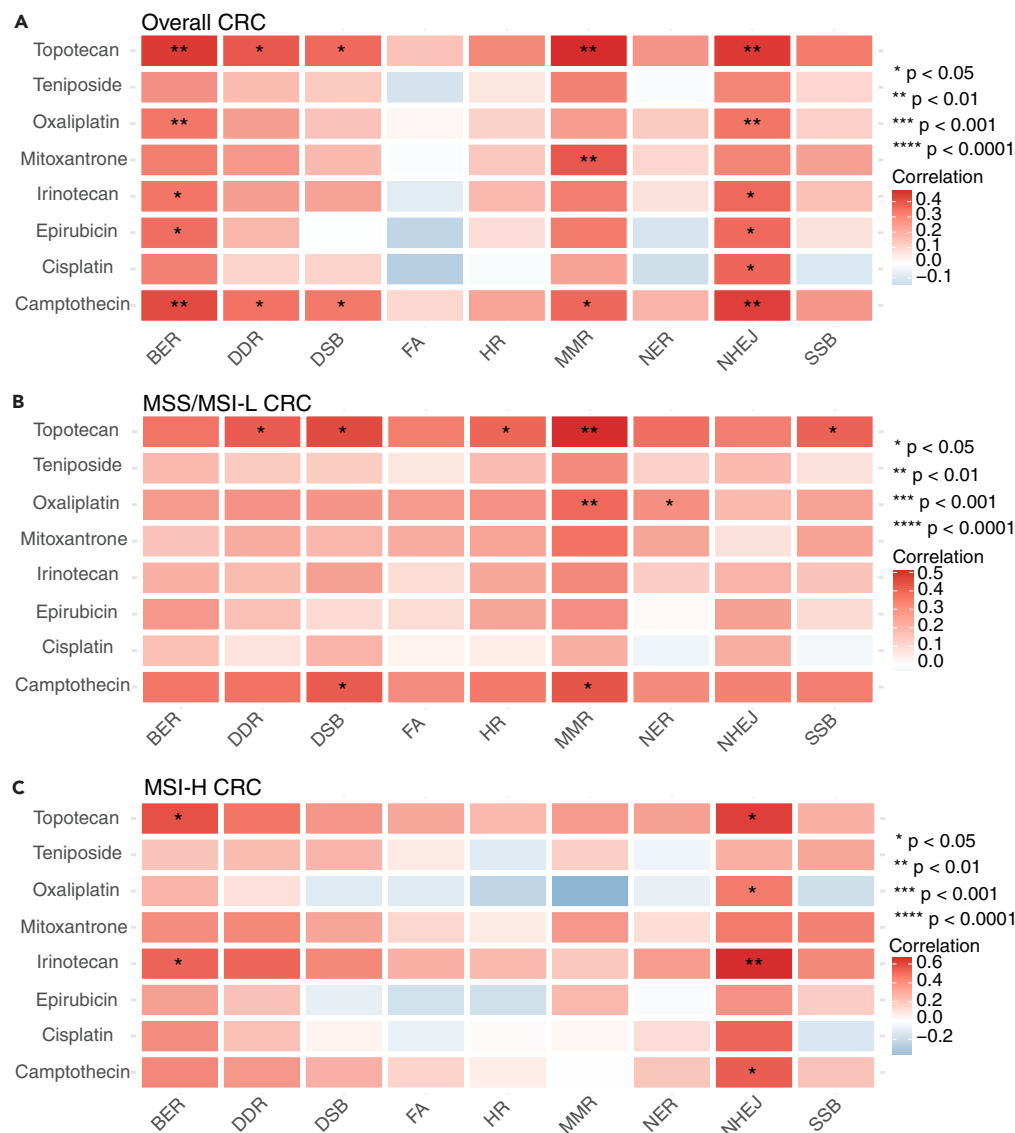 A
Overall CRC
Topotecan ** * * ** **
Teniposide
Oxaliplatin ** **
Mitoxantrone **
Irinotecan * *
Epirubicin * *
Cisplatin *
Camptothecin ** * * * **
BER DDR DSB FA HR MMR NER NHEJ SSB
* p < 0.05
** p < 0.01
*** p < 0.001
**** p < 0.0001
Correlation
0.4
0.3
0.2
0.1
0.0
−0.1
B
MSS/MSI-L CRC
Topotecan * * * ** *
Teniposide
Oxaliplatin ** *
Mitoxantrone
Irinotecan
Epirubicin
Cisplatin
Camptothecin * *
BER DDR DSB FA HR MMR NER NHEJ SSB
* p < 0.05
** p < 0.01
*** p < 0.001
**** p < 0.0001
Correlation
0.5
0.4
0.3
0.2
0.1
0.0
C
MSI-H CRC
Topotecan * *
Teniposide
Oxaliplatin *
Mitoxantrone
Irinotecan * **
Epirubicin
Cisplatin
Camptothecin *
BER DDR DSB FA HR MMR NER NHEJ SSB
* p < 0.05
** p < 0.01
*** p < 0.001
**** p < 0.0001
Correlation
0.6
0.4
0.2
0.0
−0.2